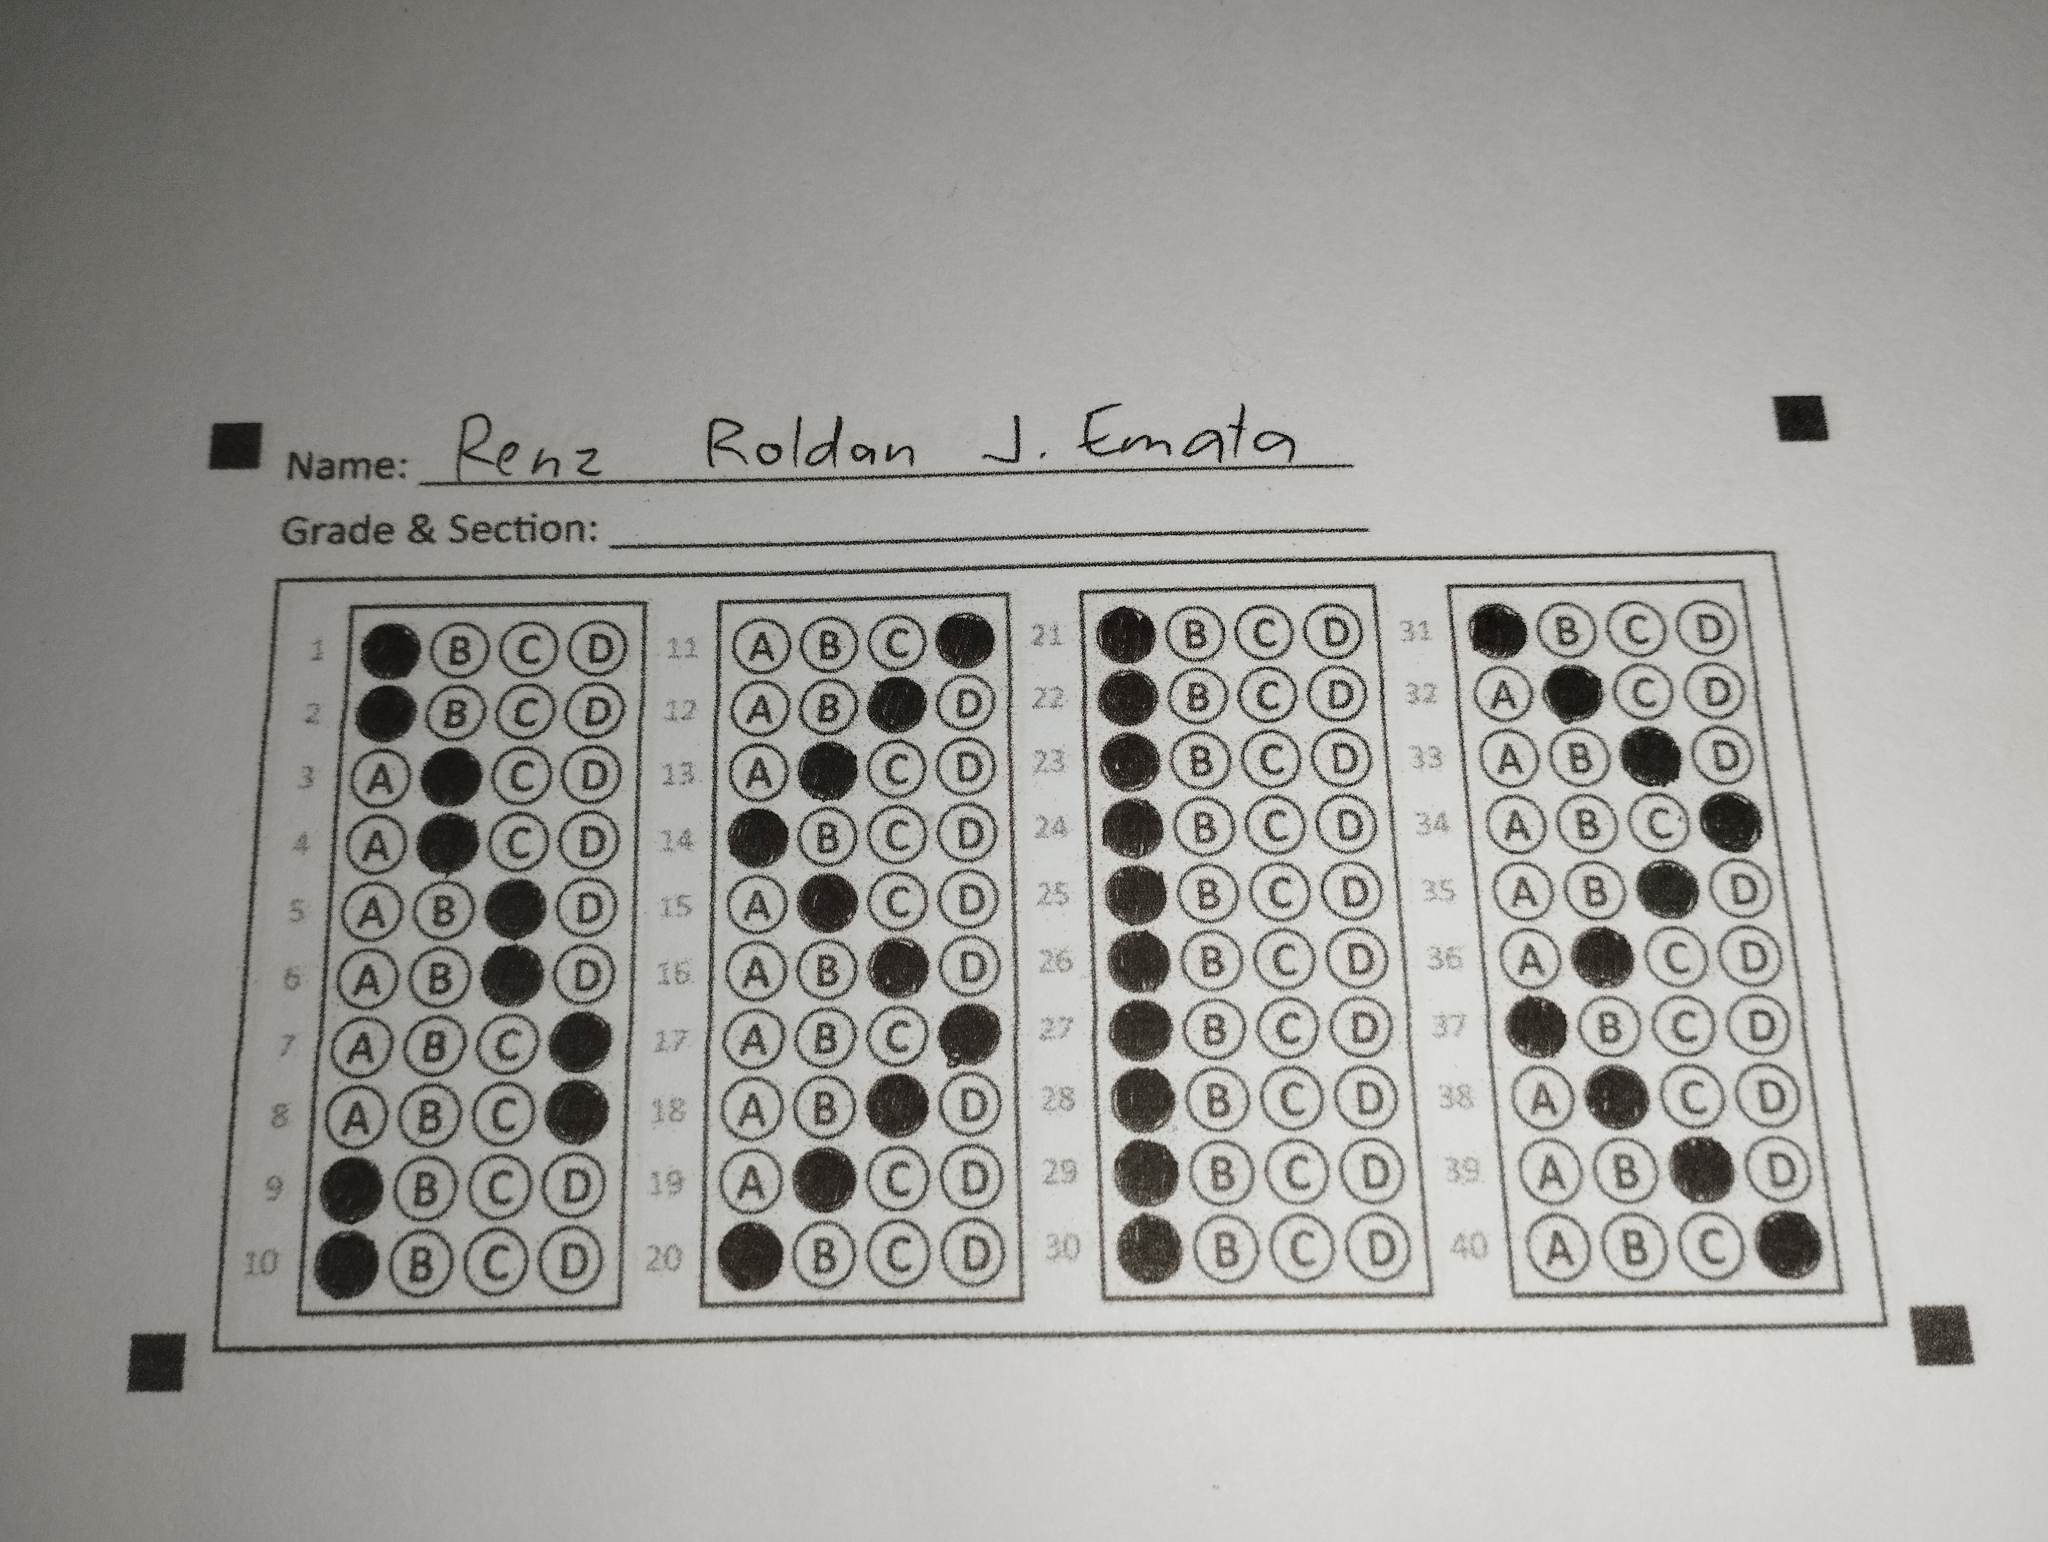 Name: Renz Roldan J. Emata
Grade & Section:
1 B C D 11 A B C 21 B C D 31 B C D
2 B C D 12 A B D 22 B C D 32 A C D
3 A C D 13 A C D 23 B C D 33 A B D
4 A C D 14 B C D 24 B C D 34 A B C
5 A B D 15 A C D 25 B C D 35 A B D
6 A B D 16 A B D 26 B C D 36 A C D
7 A B C 17 A B C 27 B C D 37 B C D
8 A B C 18 A B D 28 B C D 38 A C D
9 B C D 19 A C D 29 B C D 39 A B D
10 B C D 20 B C D 30 B C D 40 A B C